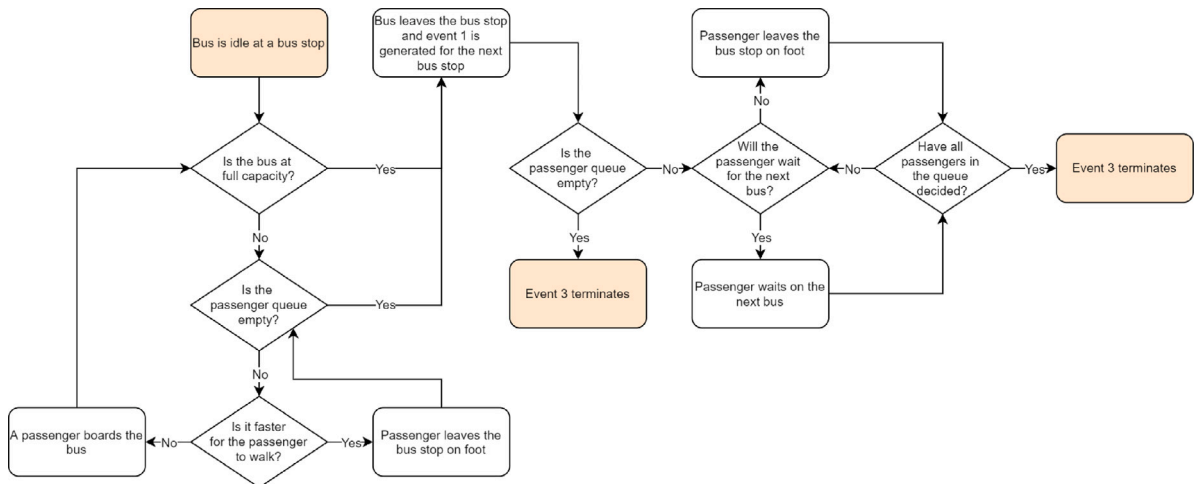 Bus is idle at a bus stop
Bus leaves the bus stop
and event 1 is
generated for the next
bus stop
Passenger leaves the
bus stop on foot
No
Is the bus at
full capacity?
Yes
Is the
passenger queue
empty?
No
Will the
passenger wait
for the next
bus?
No
Have all
passengers in
the queue
decided?
Yes
Event 3 terminates
No
Yes
Yes
Is the
passenger queue
empty?
Yes
Event 3 terminates
Passenger waits on the
next bus
No
A passenger boards the
bus
No
Is it faster
for the passenger
to walk?
Yes
Passenger leaves the
bus stop on foot